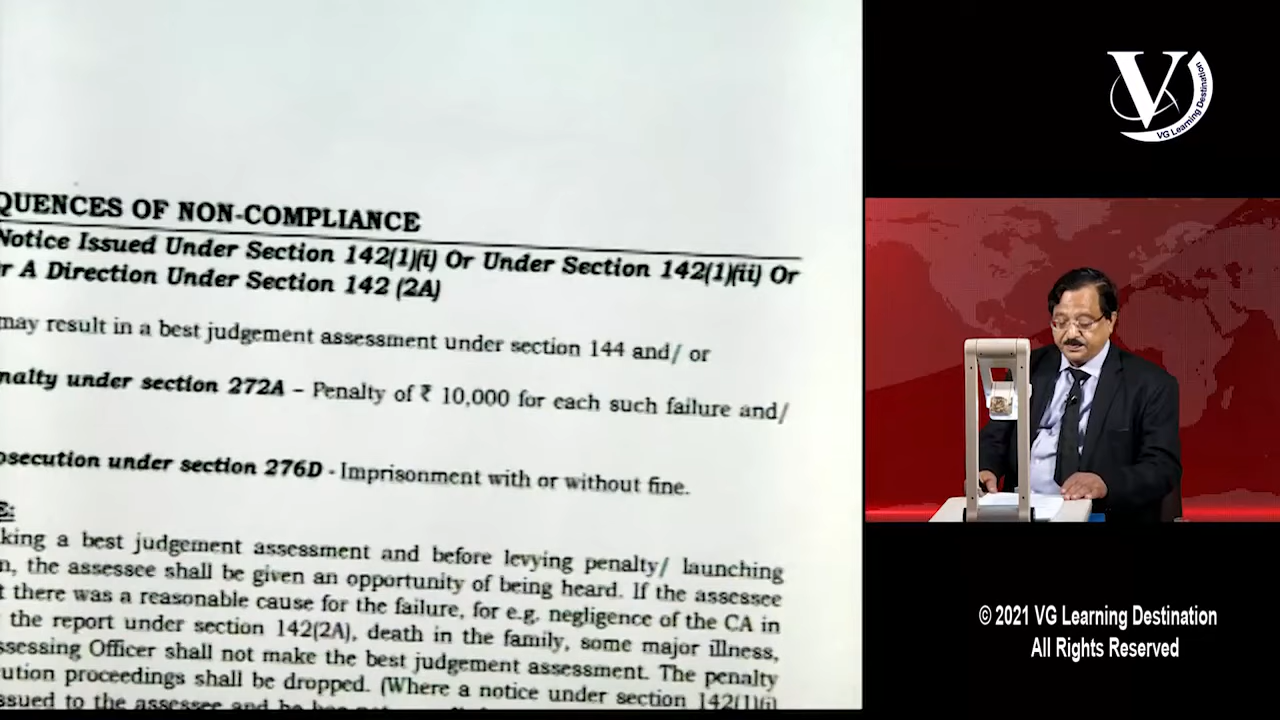 QUENCES OF NON-COMPLIANCE
Notice Issued Under Section 142(1)(i) Or Under Section 142(1)(ii) Or
r A Direction Under Section 142 (2A)
may result in a best judgement assessment under section 144 and/ or
nalty under section 272A – Penalty of ₹ 10,000 for each such failure and/
osecution under section 276D - Imprisonment with or without fine.
E:
king a best judgement assessment and before levying penalty/ launching
n, the assessee shall be given an opportunity of being heard. If the assessee
t there was a reasonable cause for the failure, for e.g. negligence of the CA in
the report under section 142(2A), death in the family, some major illness,
ssessing Officer shall not make the best judgement assessment. The penalty
ution proceedings shall be dropped. (Where a notice under section 142(1)(i)
ssued to the assessee and he has
V
VG Learning Destination
© 2021 VG Learning Destination
All Rights Reserved